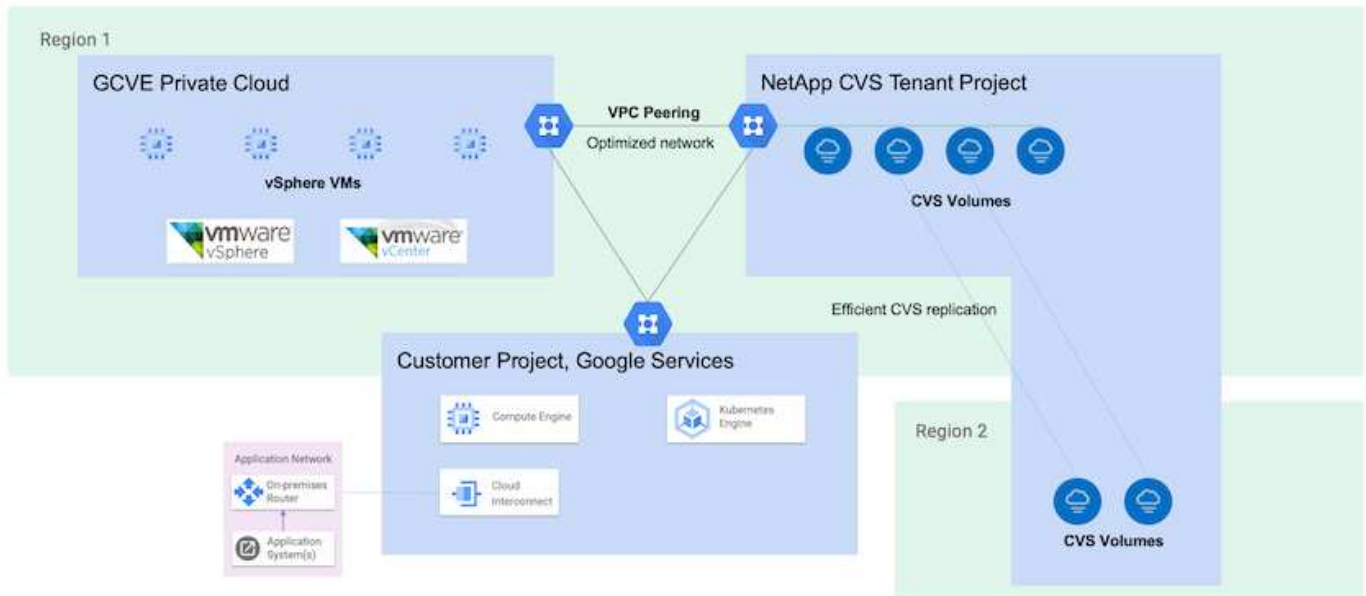 Region 1
GCVE Private Cloud
vSphere VMs
vmware
vSphere
vmware
vCenter
VPC Peering
Optimized network
NetApp CVS Tenant Project
CVS Volumes
Efficient CVS replication
Customer Project, Google Services
Compute Engine
Kubernetes
Engine
Cloud
Interconnect
Application Network
On-premises
Router
Application
System(s)
Region 2
CVS Volumes